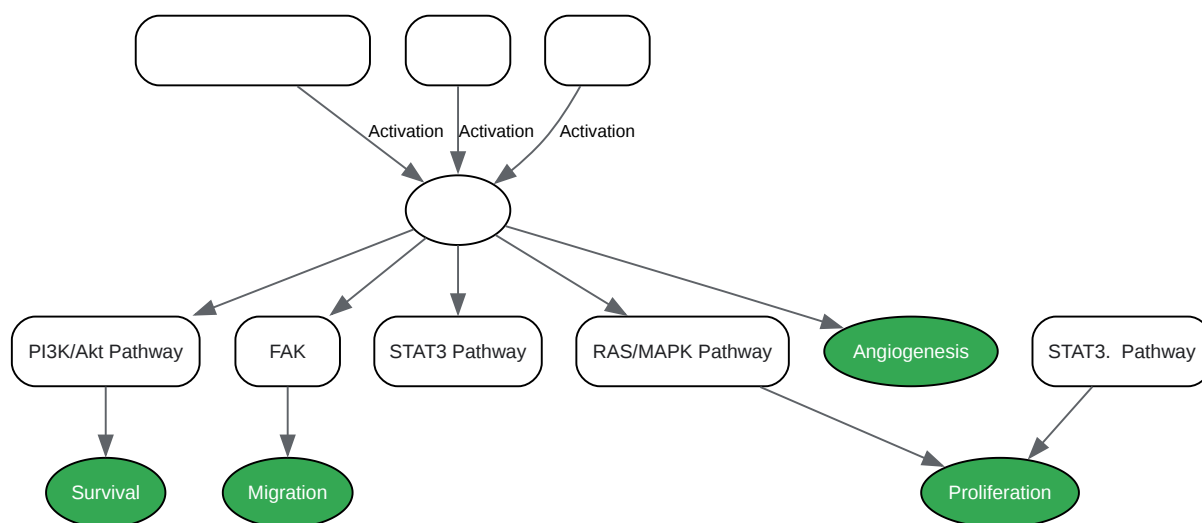 Activation
Activation
Activation
PI3K/Akt Pathway
FAK
STAT3 Pathway
RAS/MAPK Pathway
Angiogenesis
STAT3.  Pathway
Survival
Migration
Proliferation